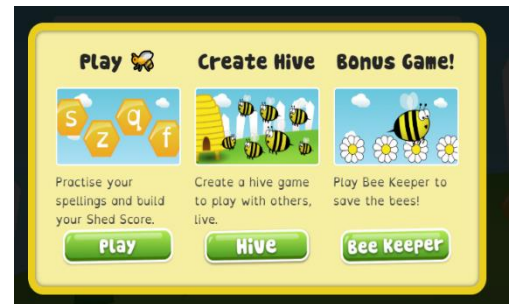 Play
Create Hive
Bonus Game!
s
z
q
f
Practise your
spellings and build
your Shed Score.
Create a hive game
to play with others,
live.
Play Bee Keeper to
save the bees!
Play
Hive
Bee Keeper